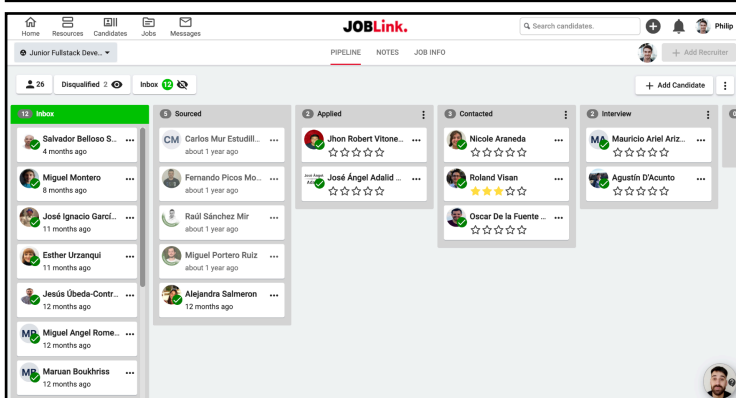 Home
Resources
Candidates
Jobs
Messages
JOBLink.
Search candidates.
Philip
Junior Fullstack Deve...
PIPELINE
NOTES
JOB INFO
+ Add Recruiter
26
Disqualified 2
Inbox 12
+ Add Candidate
12 Inbox
Salvador Belloso S...
4 months ago
Miguel Montero
8 months ago
José Ignacio Garcí...
11 months ago
Esther Urzanqui
11 months ago
Jesús Úbeda-Contr...
12 months ago
Miguel Angel Rome...
12 months ago
Maruan Boukhriss
12 months ago
5 Sourced
CM Carlos Mur Estudill...
about 1 year ago
Fernando Picos Mo...
about 1 year ago
Raúl Sánchez Mir
about 1 year ago
Miguel Portero Ruiz
about 1 year ago
Alejandra Salmeron
12 months ago
2 Applied
Jhon Robert Vitone...
José Ángel Adalid ...
3 Contacted
Nicole Araneda
Roland Visan
Oscar De la Fuente ...
2 Interview
Mauricio Ariel Ariz...
Agustín D'Acunto